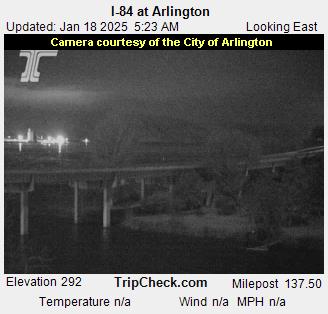 I-84 at Arlington
Updated: Jan 18 2025 5:23 AM Looking East
Camera courtesy of the City of Arlington
Elevation 292 TripCheck.com Milepost 137.50
Temperature n/a Wind n/a MPH n/a